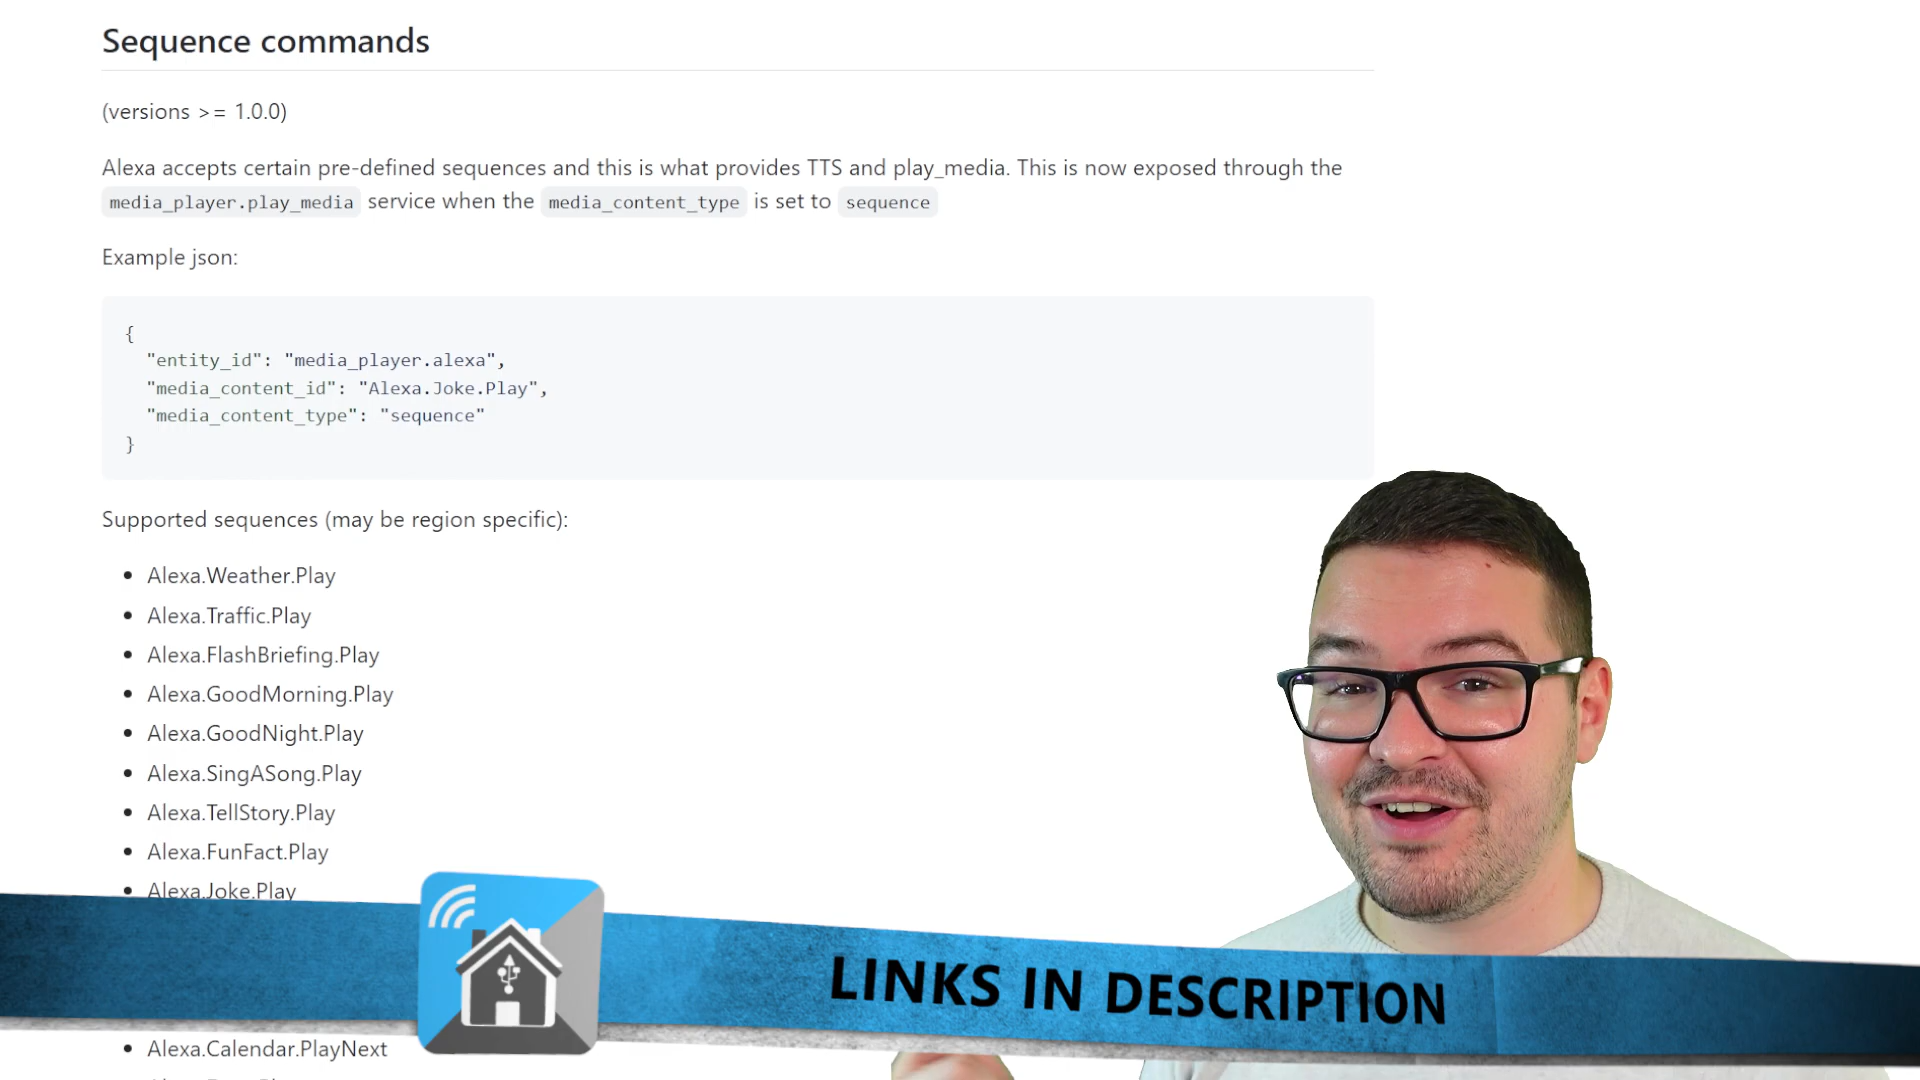 Sequence commands
(versions >= 1.0.0)
Alexa accepts certain pre-defined sequences and this is what provides TTS and play_media. This is now exposed through the
media_player.play_media service when the media_content_type is set to sequence
Example json:
{
"entity_id": "media_player.alexa",
"media_content_id": "Alexa.Joke.Play",
"media_content_type": "sequence"
}
Supported sequences (may be region specific):
• Alexa.Weather.Play
• Alexa.Traffic.Play
• Alexa.FlashBriefing.Play
• Alexa.GoodMorning.Play
• Alexa.GoodNight.Play
• Alexa.SingASong.Play
• Alexa.TellStory.Play
• Alexa.FunFact.Play
• Alexa.Joke.Play
LINKS IN DESCRIPTION
• Alexa.Calendar.PlayNext